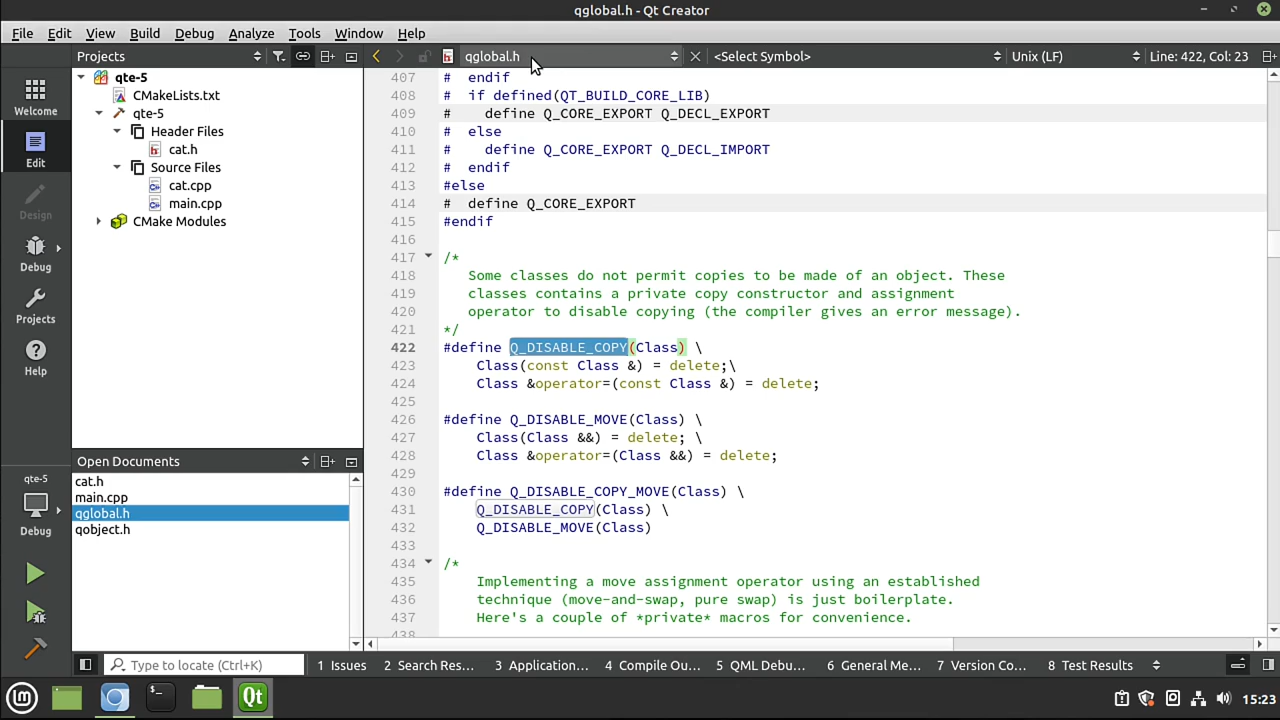 qglobal.h - Qt Creator
File Edit View Build Debug Analyze Tools Window Help
Projects
qglobal.h
<Select Symbol>
Unix (LF)
Line: 422, Col: 23
Welcome
Edit
Design
Debug
Projects
Help
qte-5
Debug
qte-5
CMakeLists.txt
qte-5
Header Files
cat.h
Source Files
cat.cpp
main.cpp
CMake Modules
Open Documents
cat.h
main.cpp
qglobal.h
qobject.h
407 #  endif
408 #  if defined(QT_BUILD_CORE_LIB)
409 #    define Q_CORE_EXPORT Q_DECL_EXPORT
410 #  else
411 #    define Q_CORE_EXPORT Q_DECL_IMPORT
412 #  endif
413 #else
414 #  define Q_CORE_EXPORT
415 #endif
416
417 /*
418    Some classes do not permit copies to be made of an object. These
419    classes contains a private copy constructor and assignment
420    operator to disable copying (the compiler gives an error message).
421 */
422 #define Q_DISABLE_COPY(Class) \
423     Class(const Class &) = delete;\
424     Class &operator=(const Class &) = delete;
425
426 #define Q_DISABLE_MOVE(Class) \
427     Class(Class &&) = delete; \
428     Class &operator=(Class &&) = delete;
429
430 #define Q_DISABLE_COPY_MOVE(Class) \
431     Q_DISABLE_COPY(Class) \
432     Q_DISABLE_MOVE(Class)
433
434 /*
435     Implementing a move assignment operator using an established
436     technique (move-and-swap, pure swap) is just boilerplate.
437     Here's a couple of *private* macros for convenience.
438
Type to locate (Ctrl+K)
1 Issues
2 Search Res...
3 Application...
4 Compile Ou...
5 QML Debu...
6 General Me...
7 Version Co...
8 Test Results
15:23